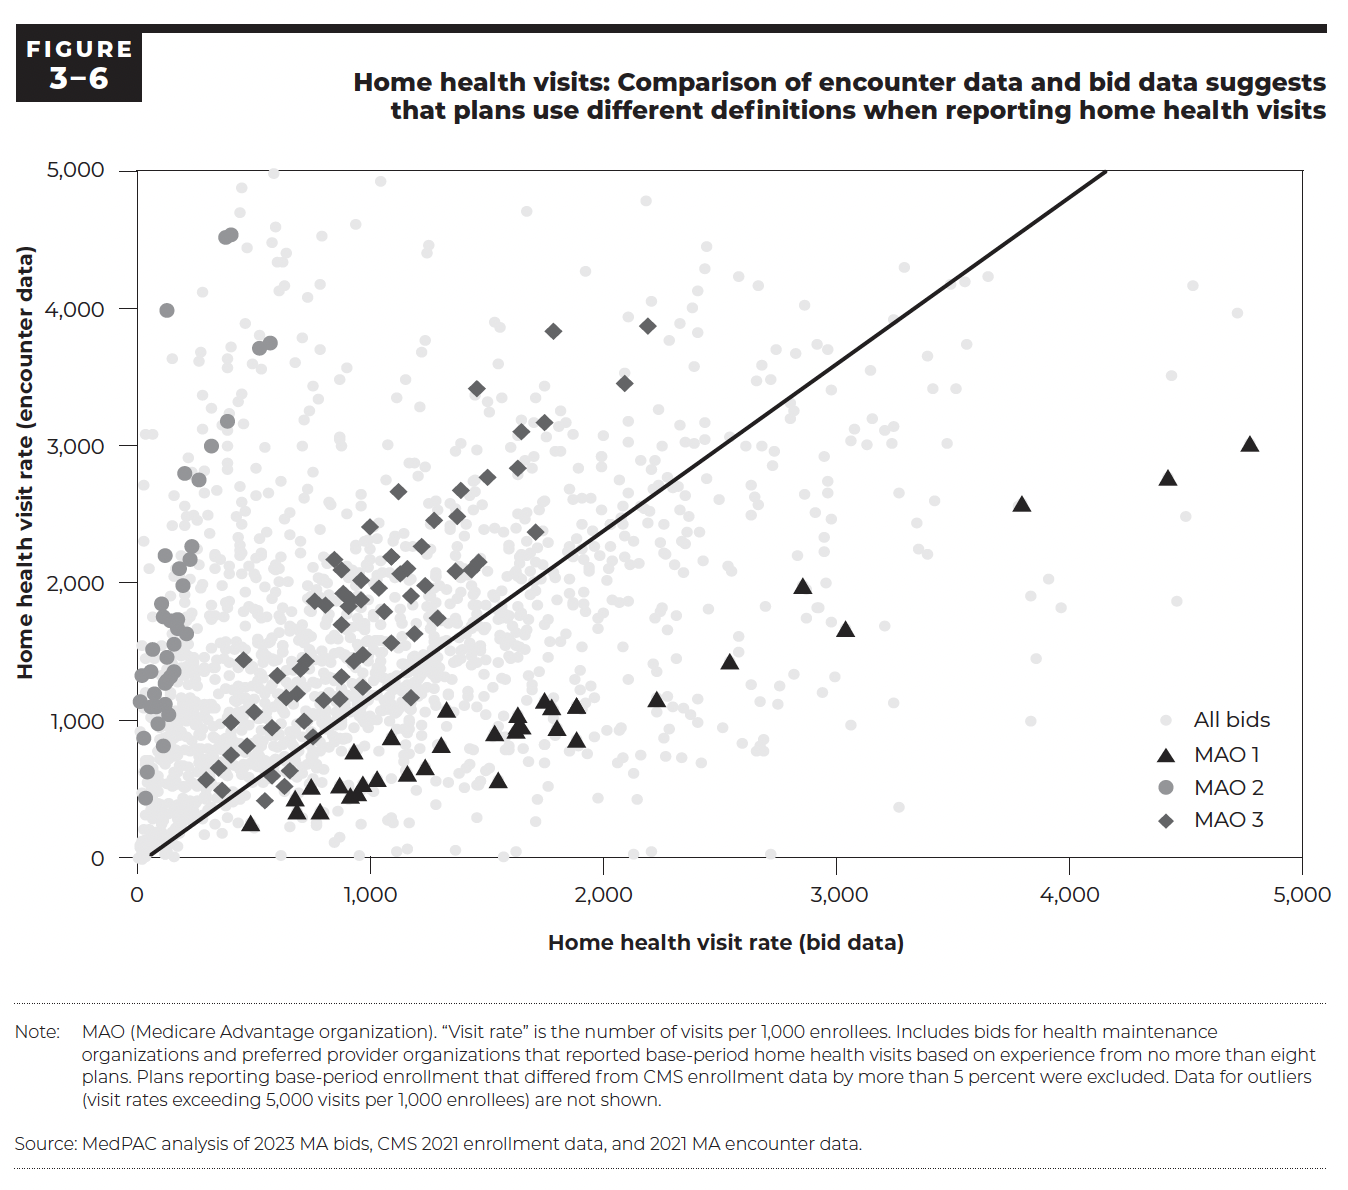 FIGURE
3–6
Home health visits: Comparison of encounter data and bid data suggests
that plans use different definitions when reporting home health visits
5,000
4,000
3,000
2,000
1,000
0
Home health visit rate (encounter data)
0
1,000
2,000
3,000
4,000
5,000
Home health visit rate (bid data)
All bids
MAO 1
MAO 2
MAO 3
Note: MAO (Medicare Advantage organization). “Visit rate” is the number of visits per 1,000 enrollees. Includes bids for health maintenance
organizations and preferred provider organizations that reported base-period home health visits based on experience from no more than eight
plans. Plans reporting base-period enrollment that differed from CMS enrollment data by more than 5 percent were excluded. Data for outliers
(visit rates exceeding 5,000 visits per 1,000 enrollees) are not shown.
Source: MedPAC analysis of 2023 MA bids, CMS 2021 enrollment data, and 2021 MA encounter data.